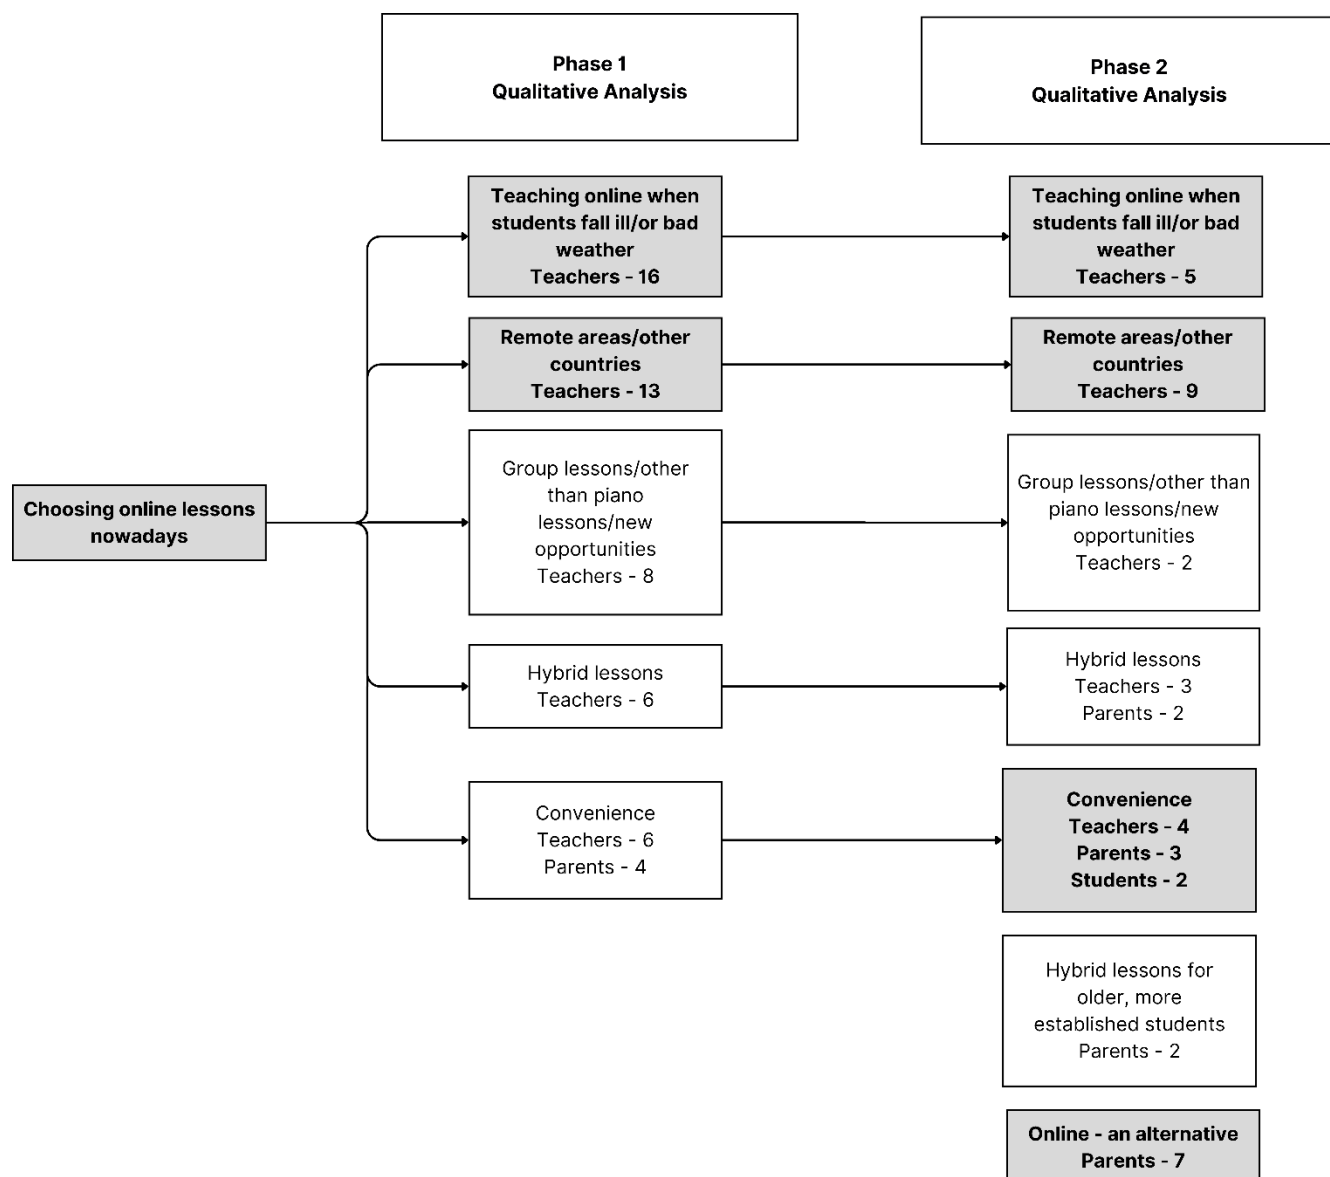 Phase 1
Qualitative Analysis
Phase 2
Qualitative Analysis
Choosing online lessons
nowadays
Teaching online when
students fall ill/or bad
weather
Teachers - 16
Teaching online when
students fall ill/or bad
weather
Teachers - 5
Remote areas/other
countries
Teachers - 13
Remote areas/other
countries
Teachers - 9
Group lessons/other
than piano
lessons/new
opportunities
Teachers - 8
Group lessons/other than
piano lessons/new
opportunities
Teachers - 2
Hybrid lessons
Teachers - 6
Hybrid lessons
Teachers - 3
Parents - 2
Convenience
Teachers - 6
Parents - 4
Convenience
Teachers - 4
Parents - 3
Students - 2
Hybrid lessons for
older, more
established students
Parents - 2
Online - an alternative
Parents - 7